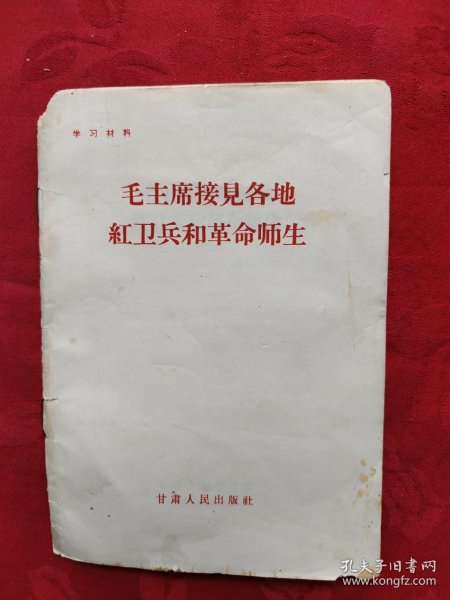 学习材料
毛主席接見各地
紅卫兵和革命师生
甘肃人民出版社
孔夫子旧书网
www.kongfz.com